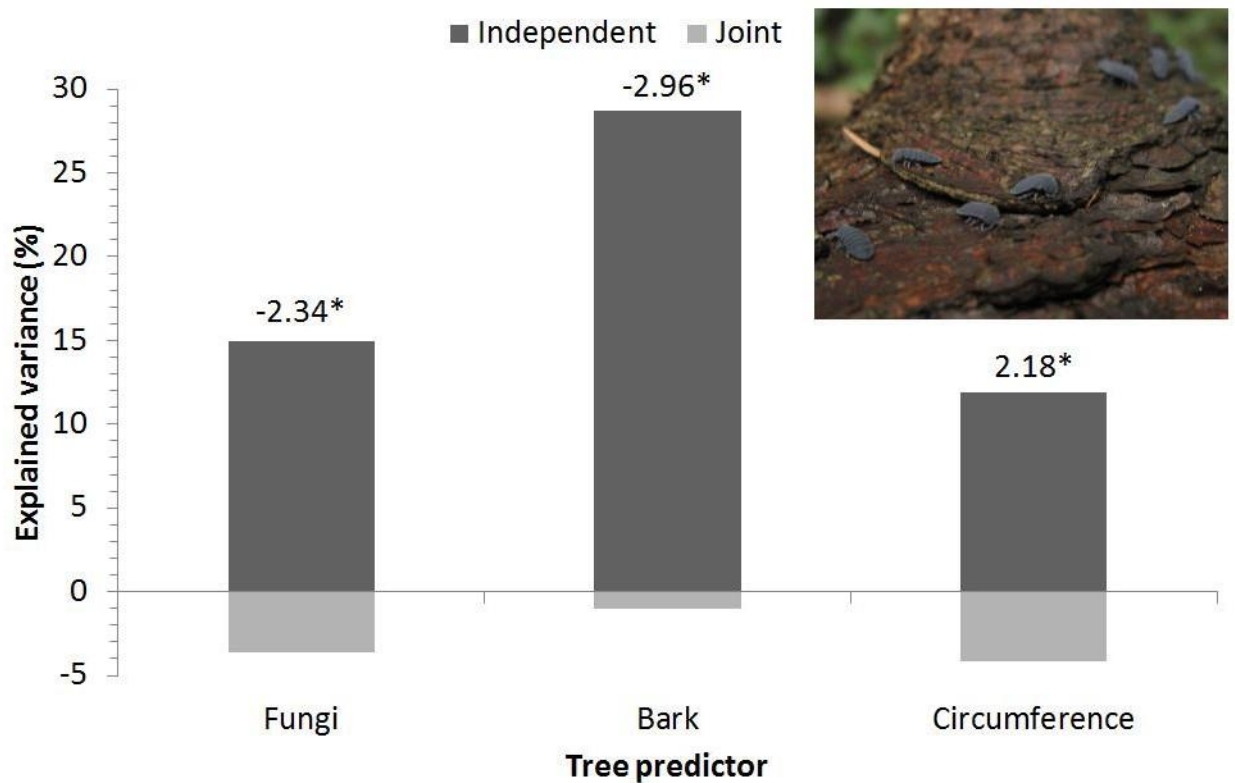 Independent Joint
Explained variance (%)
30
25
20
15
10
5
0
-5
-2.34*
-2.96*
2.18*
Fungi Bark Circumference
Tree predictor